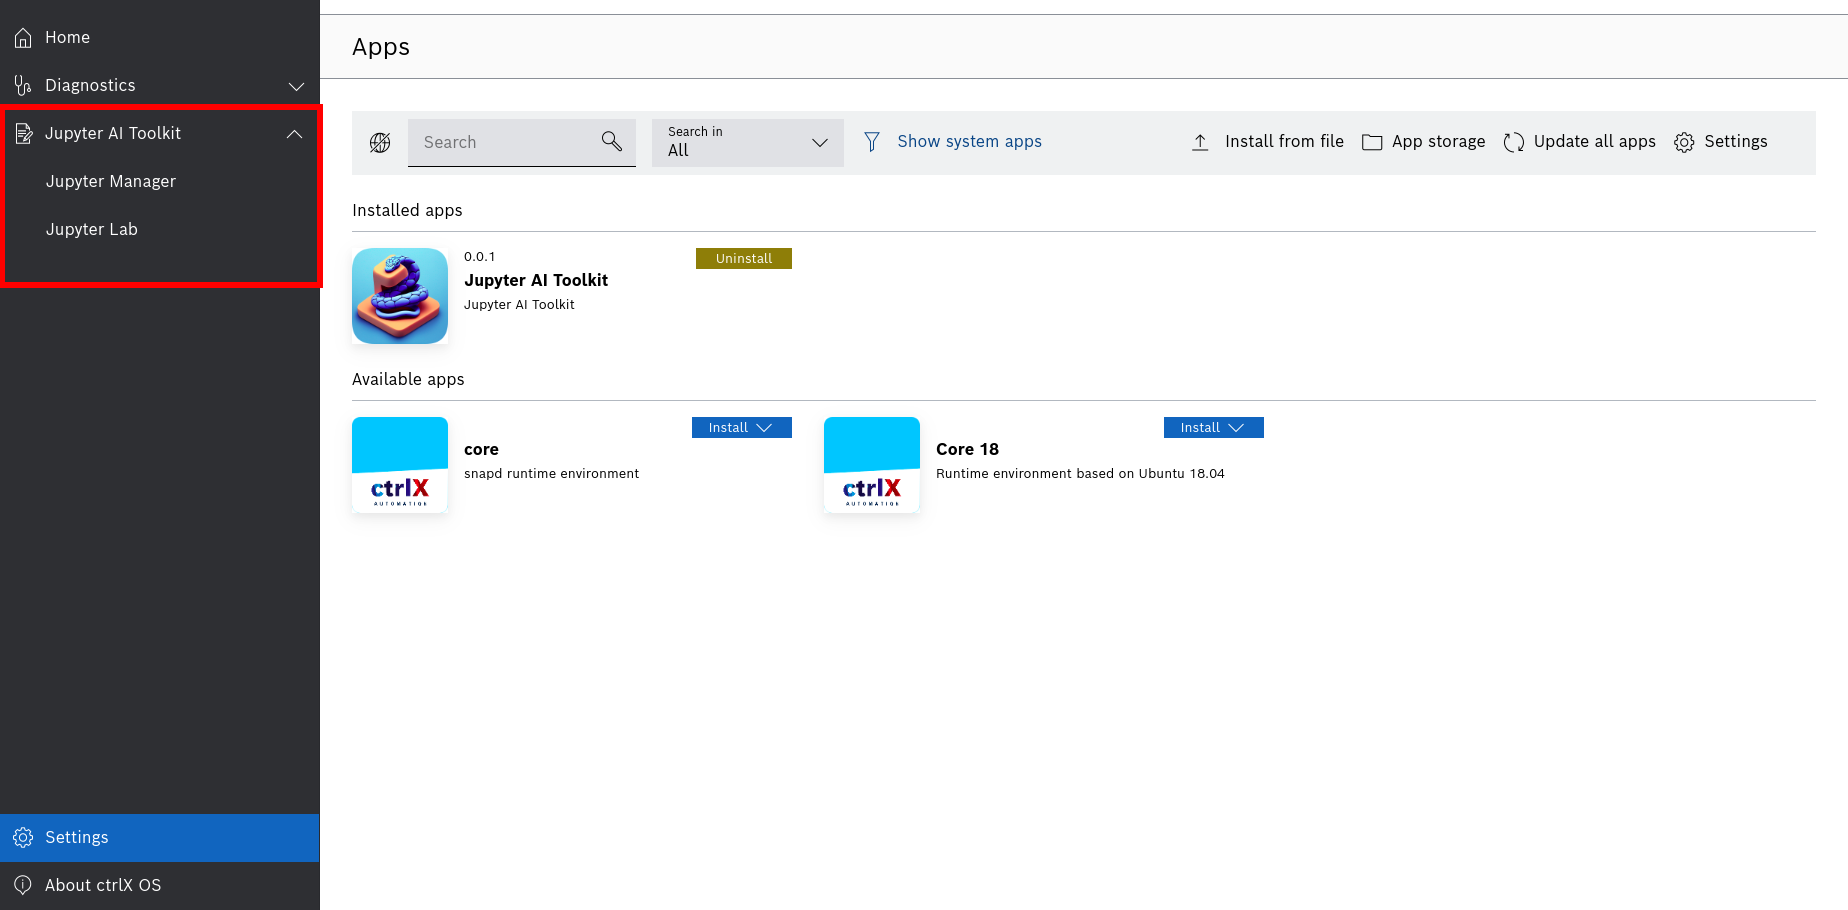 Home
Diagnostics
Jupyter AI Toolkit
Jupyter Manager
Jupyter Lab
Settings
About ctrlX OS
Apps
Search
Search in
All
Show system apps
Install from file
App storage
Update all apps
Settings
Installed apps
0.0.1
Uninstall
Jupyter AI Toolkit
Jupyter AI Toolkit
Available apps
Install
core
snapd runtime environment
ctrlX
AUTOMATION
Install
Core 18
Runtime environment based on Ubuntu 18.04
ctrlX
AUTOMATION